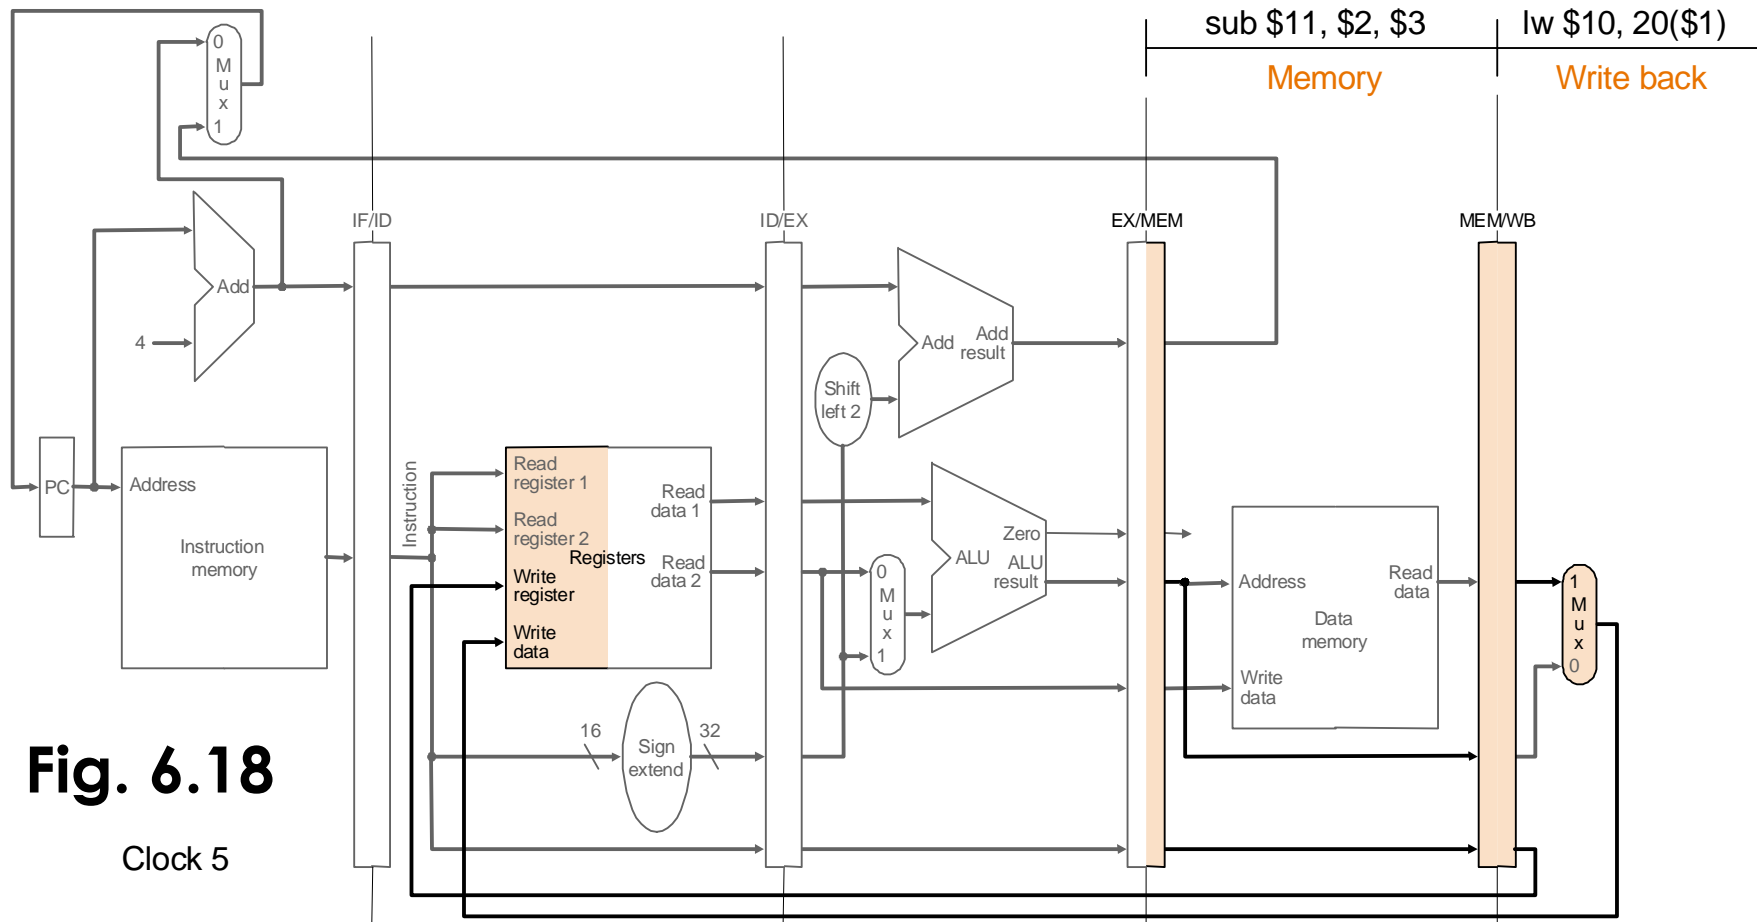 sub $11, $2, $3
lw $10, 20($1)
Memory
Write back
0
M
u
x
1
IF/ID
ID/EX
EX/MEM
MEM/WB
Add
4
Add
Add
result
Shift
left 2
PC
Address
Instruction
memory
Instruction
Read
register 1
Read
register 2
Registers
Write
register
Write
data
Read
data 1
Read
data 2
0
M
u
x
1
ALU
Zero
ALU
result
Address
Read
data
Data
memory
Write
data
1
M
u
x
0
16
Sign
extend
32
Fig. 6.18
Clock 5